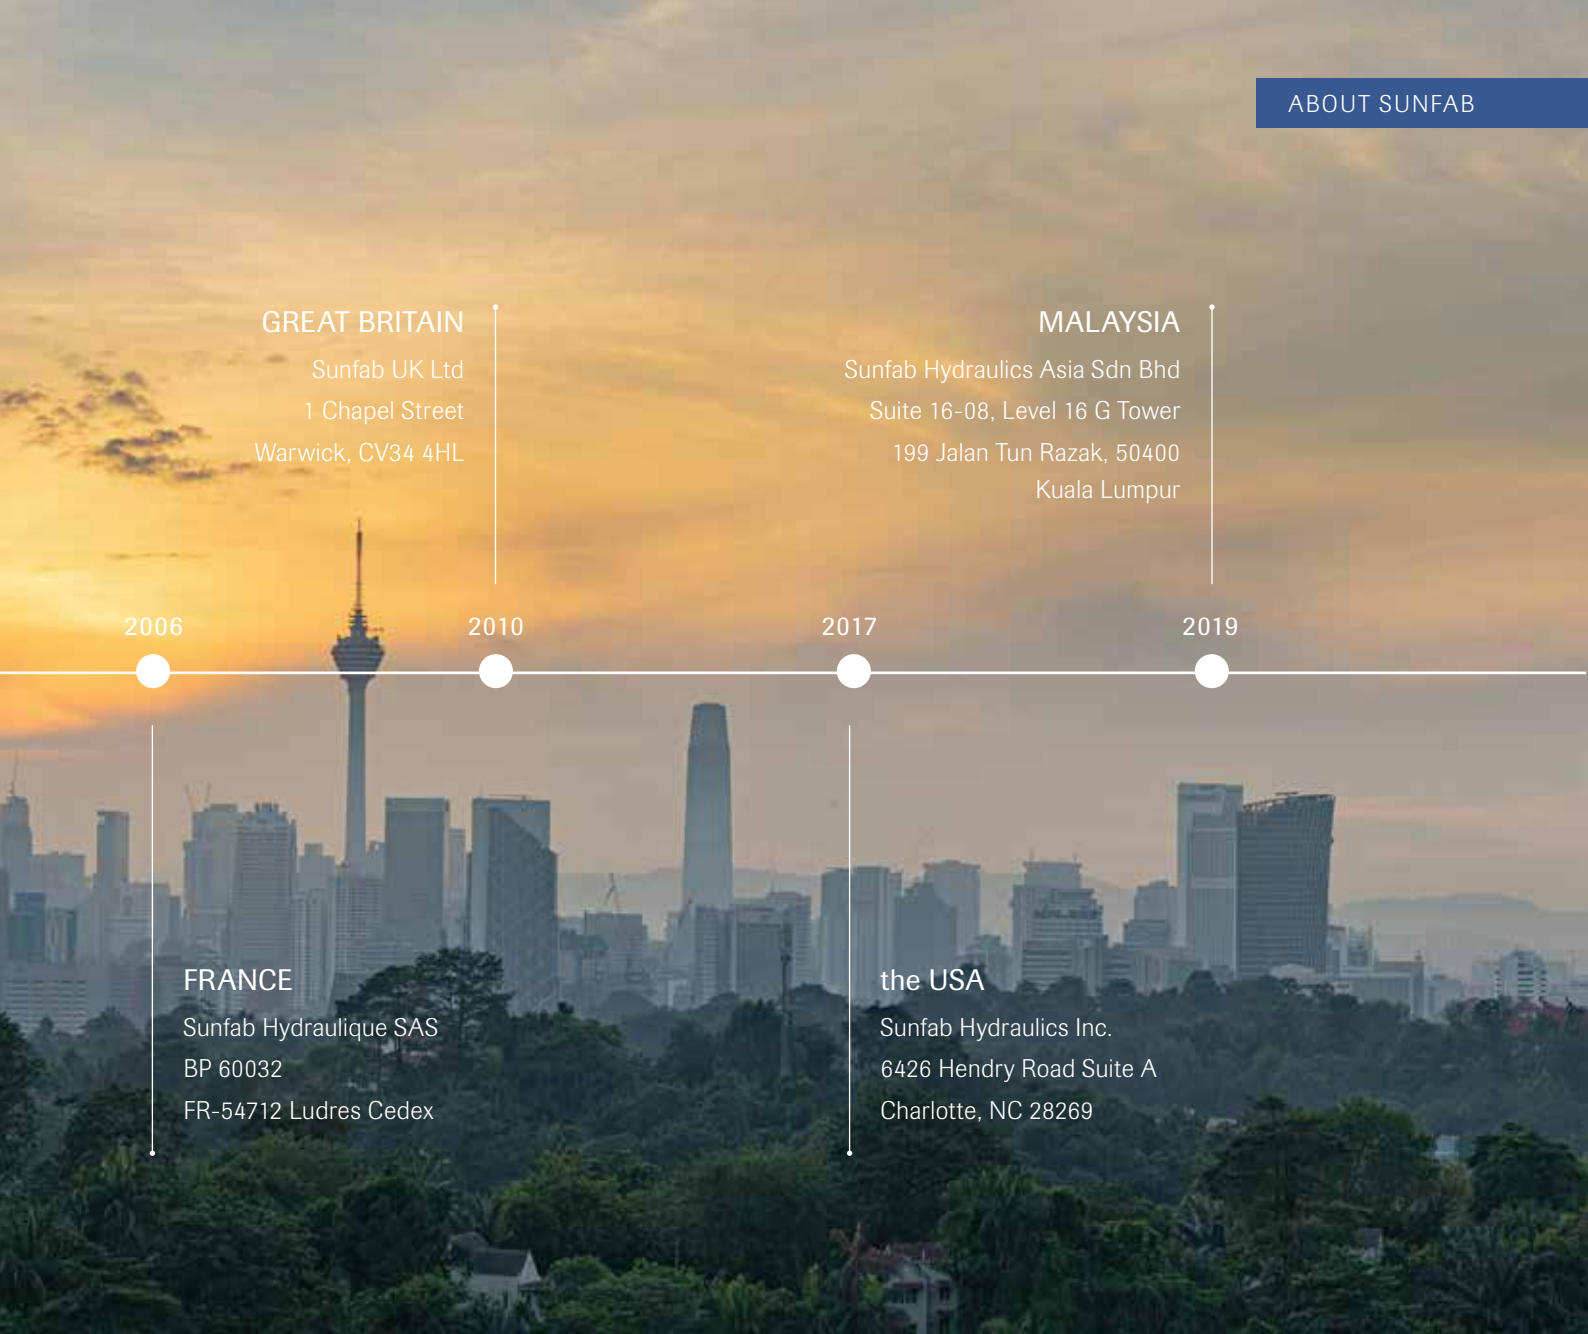 ABOUT SUNFAB
GREAT BRITAIN
Sunfab UK Ltd
1 Chapel Street
Warwick, CV34 4HL
MALAYSIA
Sunfab Hydraulics Asia Sdn Bhd
Suite 16-08, Level 16 G Tower
199 Jalan Tun Razak, 50400
Kuala Lumpur
2006
2010
2017
2019
FRANCE
Sunfab Hydraulique SAS
BP 60032
FR-54712 Ludres Cedex
the USA
Sunfab Hydraulics Inc.
6426 Hendry Road Suite A
Charlotte, NC 28269